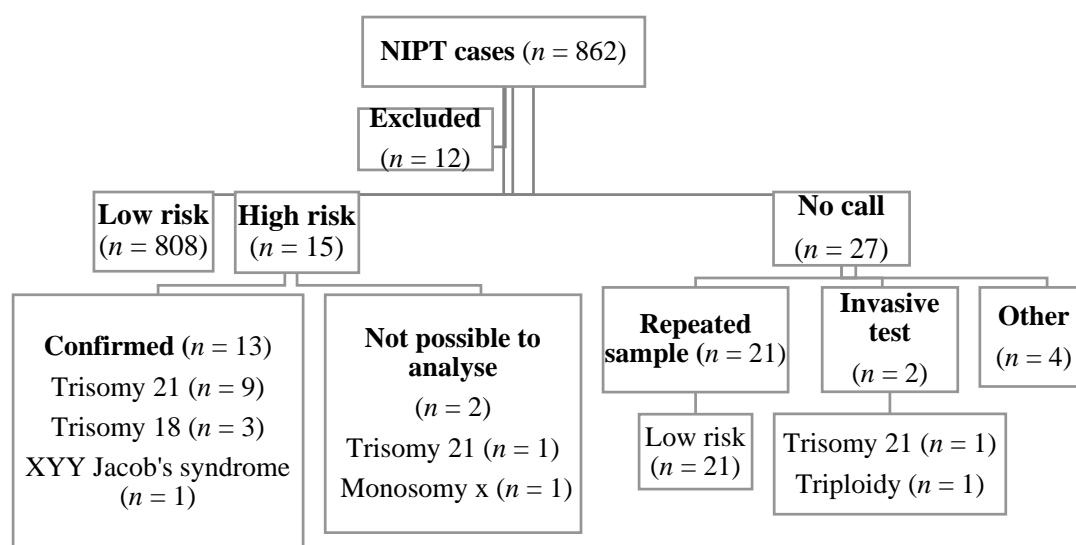 NIPT cases (n = 862)
Excluded
(n = 12)
Low risk
(n = 808)
High risk
(n = 15)
No call
(n = 27)
Confirmed (n = 13)
Trisomy 21 (n = 9)
Trisomy 18 (n = 3)
XYY Jacob's syndrome
(n = 1)
Not possible to
analyse
(n = 2)
Trisomy 21 (n = 1)
Monosomy x (n = 1)
Repeated
sample (n = 21)
Low risk
(n = 21)
Invasive
test
(n = 2)
Trisomy 21 (n = 1)
Triploidy (n = 1)
Other
(n = 4)